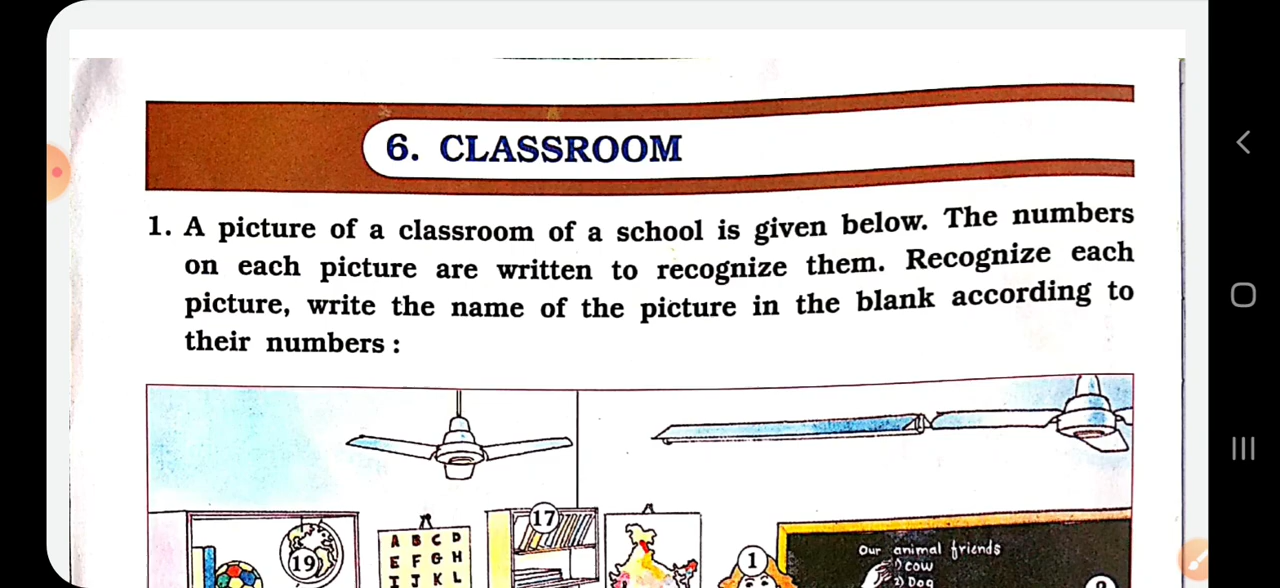 6. CLASSROOM
1. A picture of a classroom of a school is given below. The numbers
on each picture are written to recognize them. Recognize each
picture, write the name of the picture in the blank according to
their numbers :
17
A B C D
E F G H
I J K L
19
1
Our animal friends
1) Cow
2) Dog